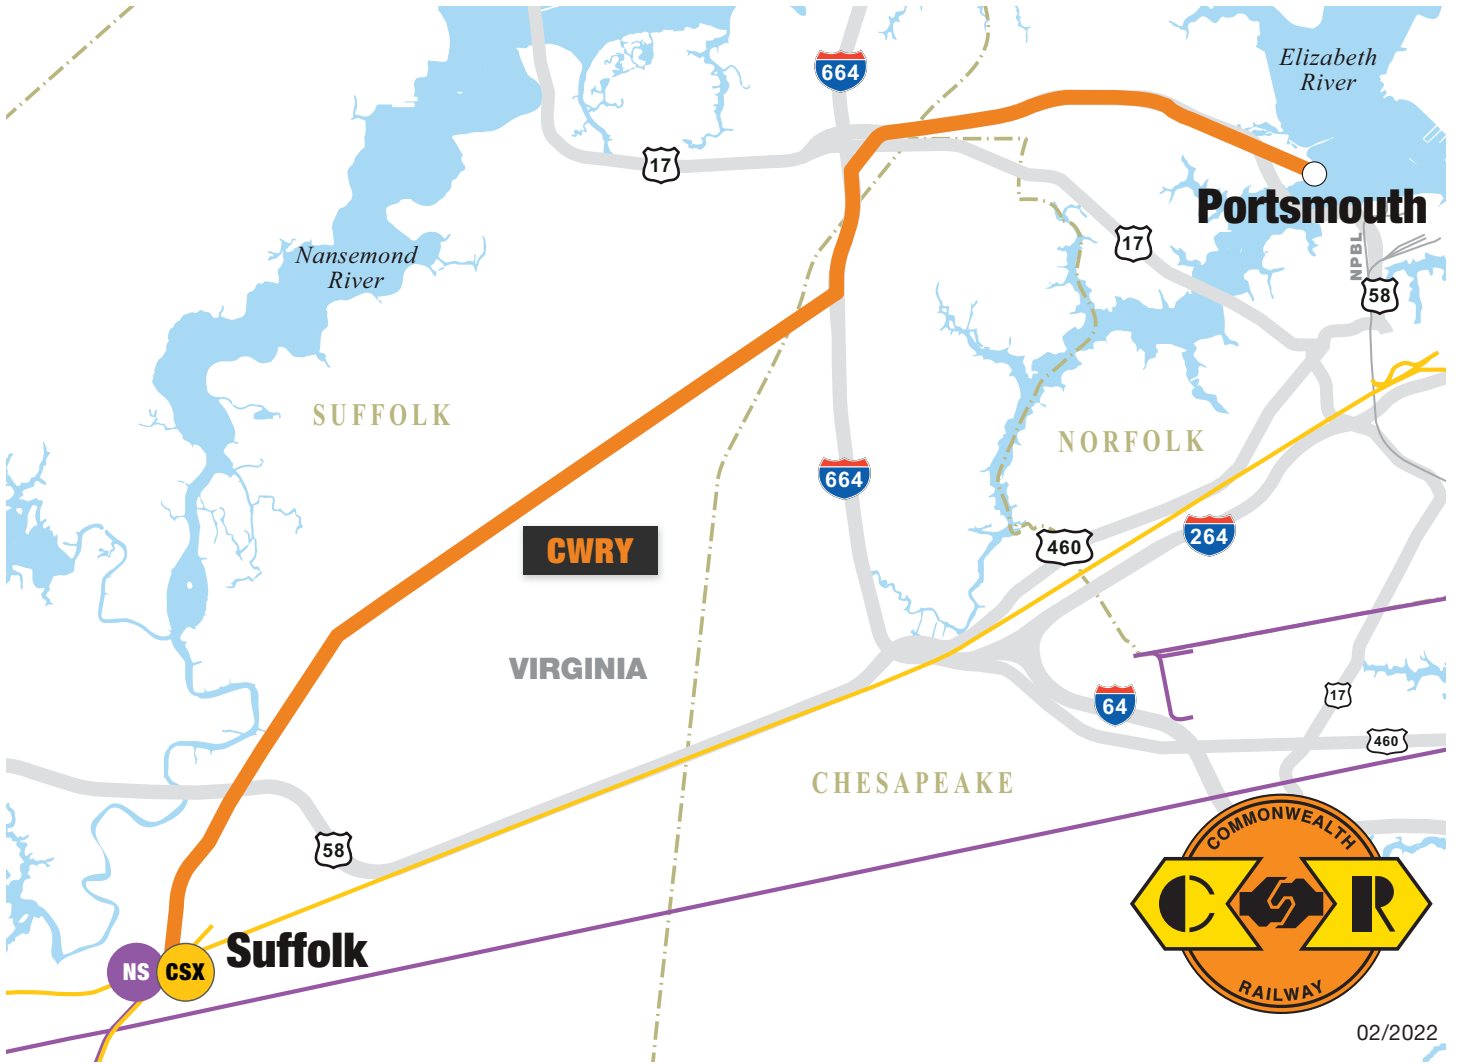 664
Elizabeth
River
17
Portsmouth
17
NPBL
58
Nansemond
River
SUFFOLK
NORFOLK
664
460
264
CWRY
VIRGINIA
64
17
460
CHESAPEAKE
58
COMMONWEALTH
C R
RAILWAY
NS
CSX
Suffolk
02/2022